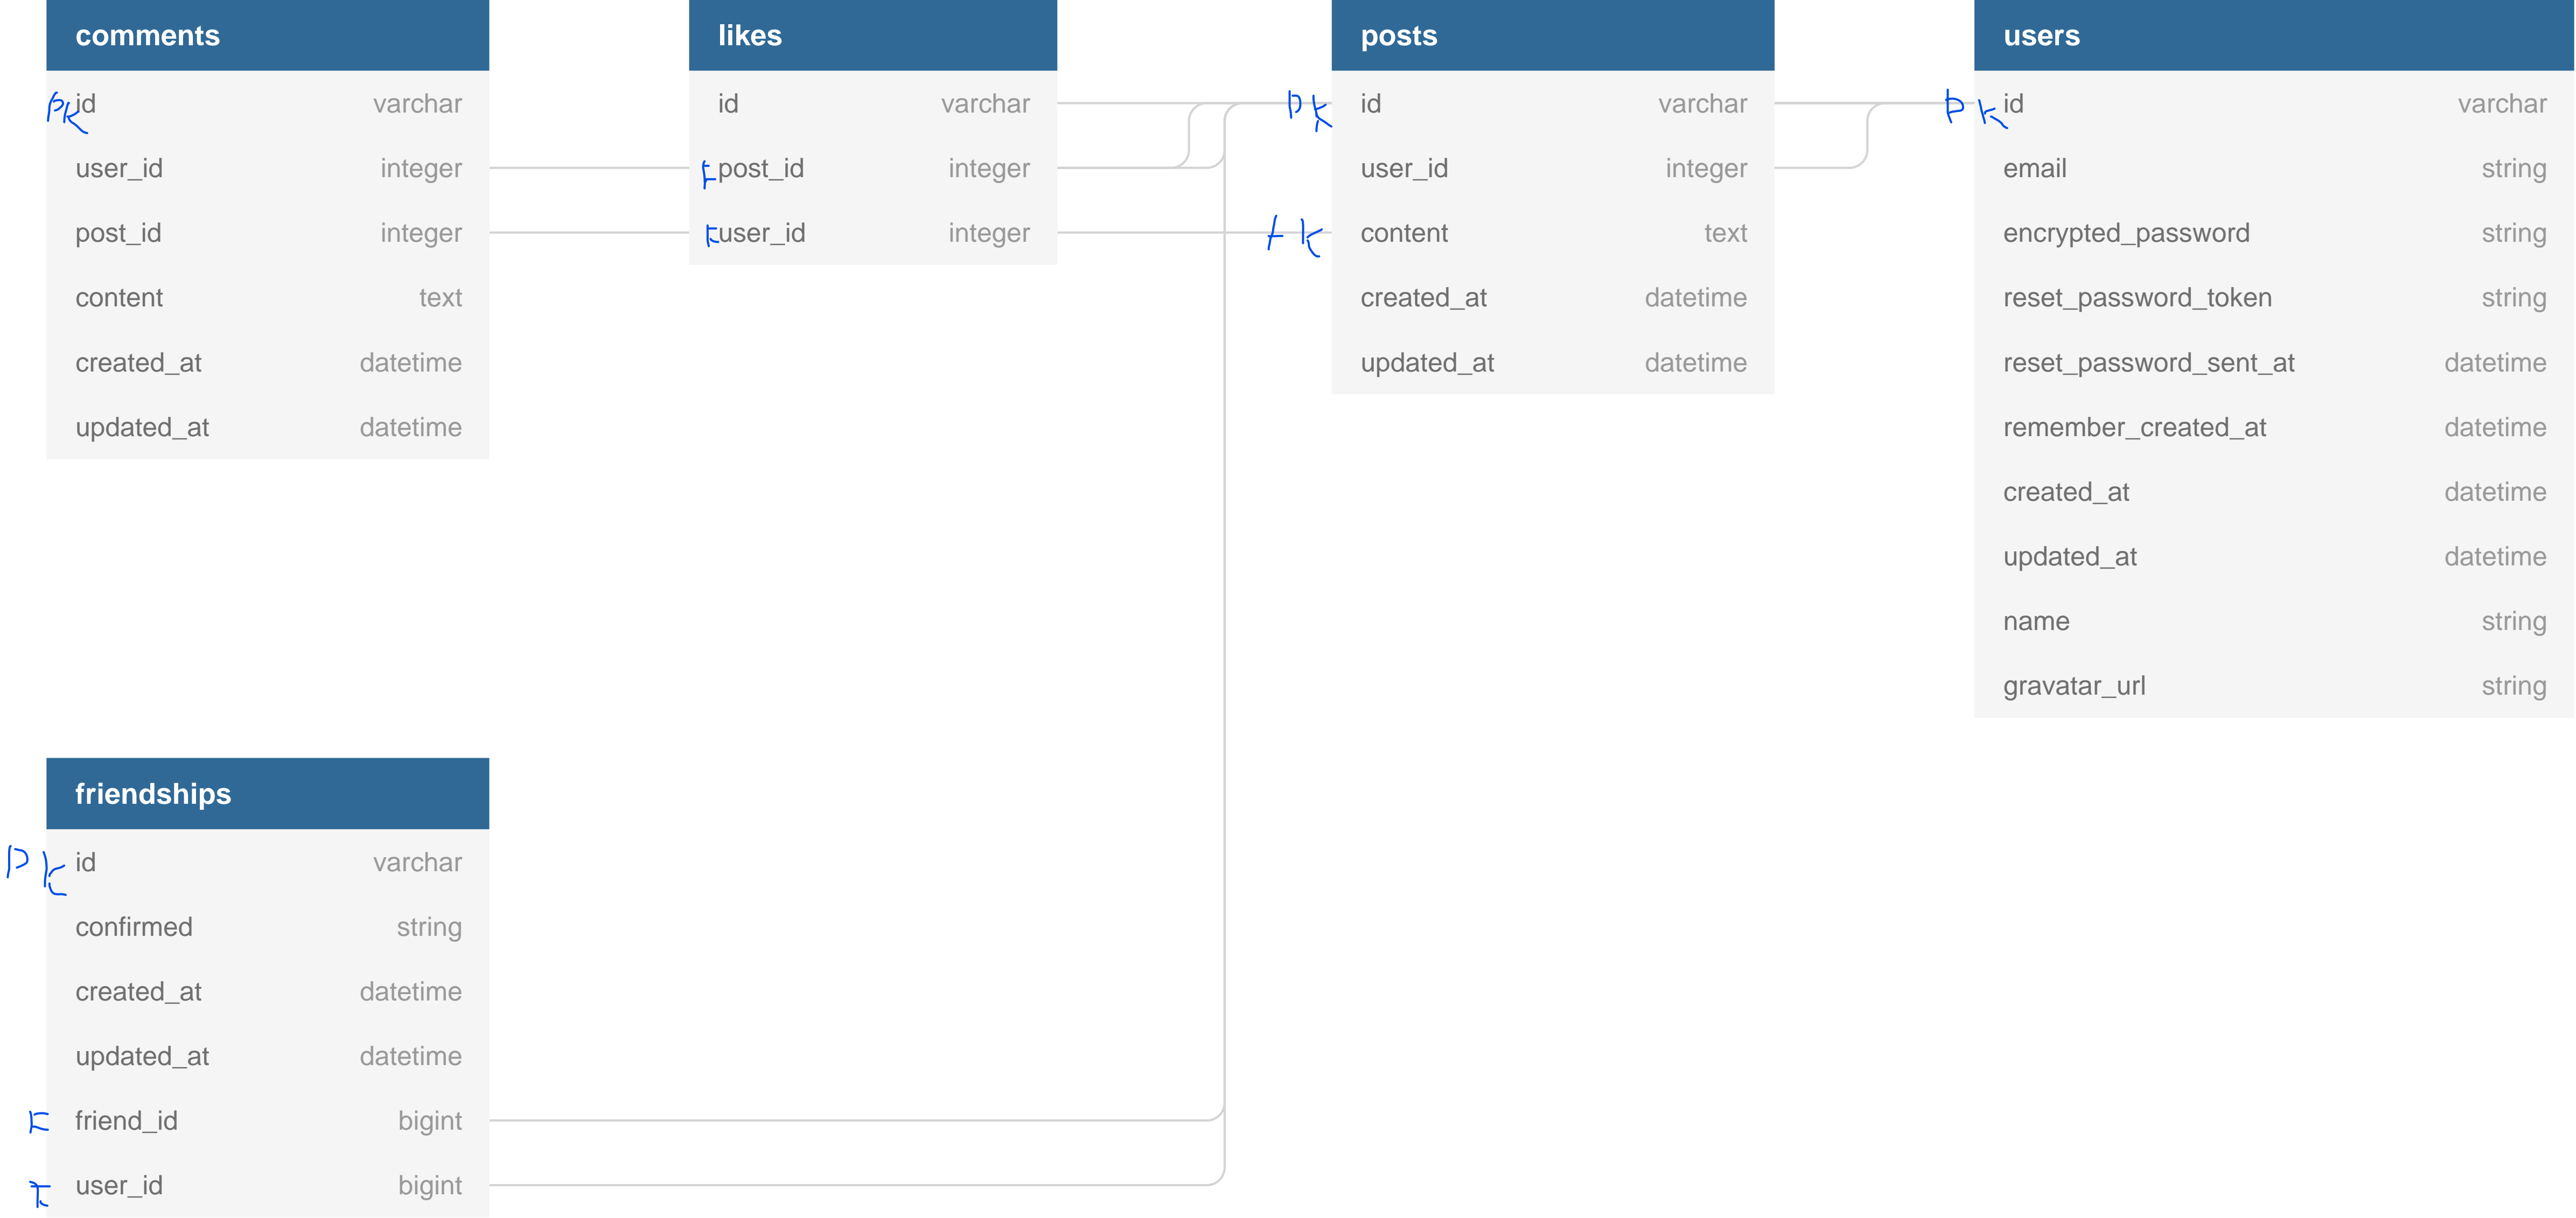 comments
PK id varchar
user_id integer
post_id integer
content text
created_at datetime
updated_at datetime
likes
id varchar
F post_id integer
F user_id integer
posts
PK id varchar
user_id integer
FK content text
created_at datetime
updated_at datetime
users
PK id varchar
email string
encrypted_password string
reset_password_token string
reset_password_sent_at datetime
remember_created_at datetime
created_at datetime
updated_at datetime
name string
gravatar_url string
friendships
PK id varchar
confirmed string
created_at datetime
updated_at datetime
F friend_id bigint
user_id bigint